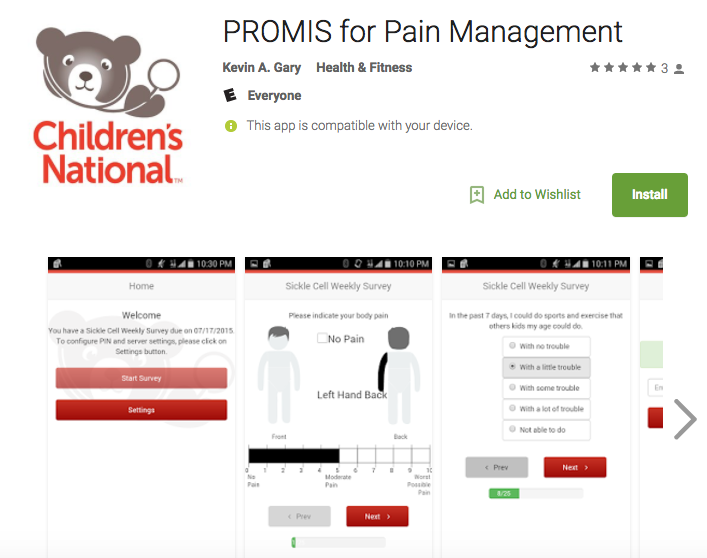 PROMIS for Pain Management
Kevin A. Gary Health & Fitness
3
E Everyone
This app is compatible with your device.
Children's
National™
Add to Wishlist
Install
10:30 PM
Home
Welcome
You have a Sickle Cell Weekly Survey due on 07/17/2015.
To configure PIN and server settings, please click on
Settings button.
Start Survey
Settings
10:10 PM
Sickle Cell Weekly Survey
Please indicate your body pain
No Pain
Left Hand Back
Front Back
0 1 2 3 4 5 6 7 8 9 10
No Pain
Moderate Pain
Worst Possible Pain
‹ Prev Next ›
10:11 PM
Sickle Cell Weekly Survey
In the past 7 days, I could do sports and exercise that
others kids my age could do.
With no trouble
With a little trouble
With some trouble
With a lot of trouble
Not able to do
‹ Prev Next ›
8/25